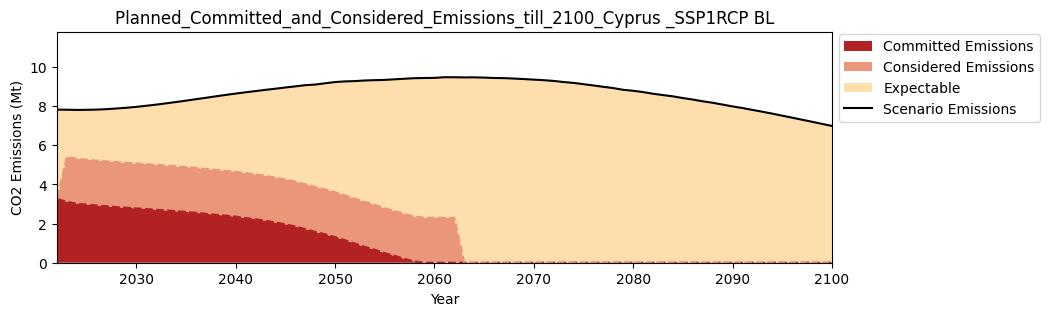 Planned_Committed_and_Considered_Emissions_till_2100_Cyprus _SSP1RCP BL
CO2 Emissions (Mt)
10
8
6
4
2
0
2030 2040 2050 2060 2070 2080 2090 2100
Year
Committed Emissions
Considered Emissions
Expectable
Scenario Emissions